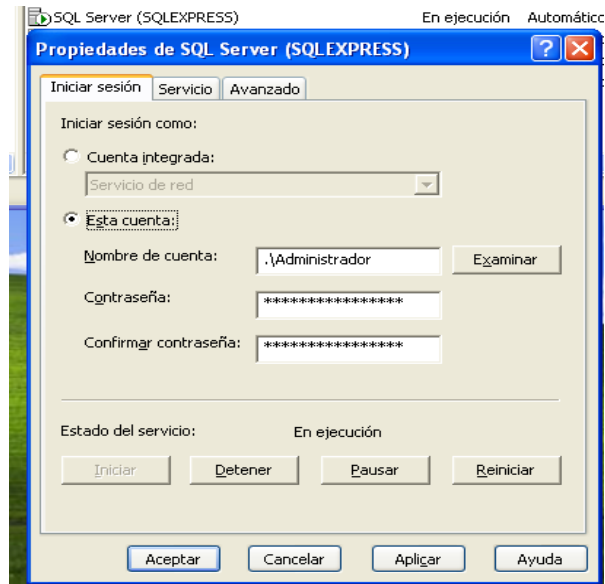 SQL Server (SQLEXPRESS) En ejecución Automático
Propiedades de SQL Server (SQLEXPRESS)
Iniciar sesión Servicio Avanzado
Iniciar sesión como:
Cuenta integrada:
Servicio de red
Esta cuenta:
Nombre de cuenta: .\Administrador Examinar
Contraseña: ****************
Confirmar contraseña: ****************
Estado del servicio: En ejecución
Iniciar Detener Pausar Reiniciar
Aceptar Cancelar Aplicar Ayuda